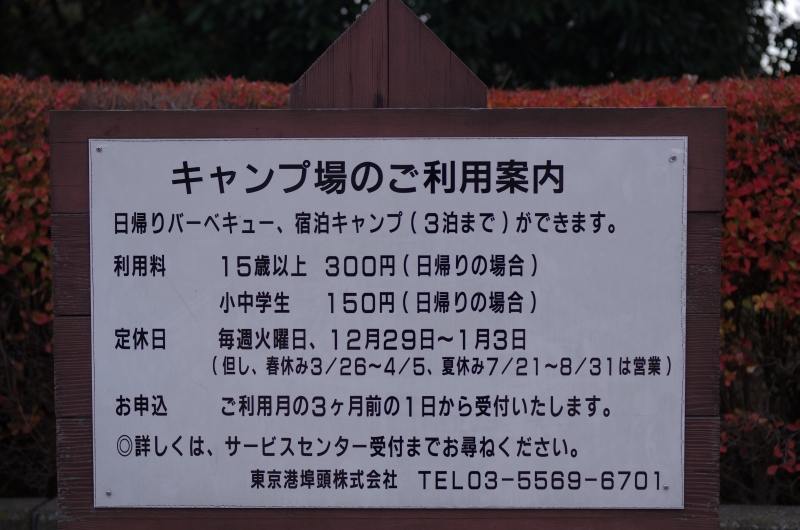 キャンプ場のご利用案内
日帰りバーベキュー、宿泊キャンプ(3泊まで)ができます。
利用料 15歳以上 300円(日帰りの場合)
小中学生 150円(日帰りの場合)
定休日 毎週火曜日、12月29日〜1月3日
(但し、春休み3/26〜4/5、夏休み7/21〜8/31は営業)
お申込 ご利用月の3ヶ月前の1日から受付いたします。
◎詳しくは、サービスセンター受付までお尋ねください。
東京港埠頭株式会社 TEL03-5569-6701